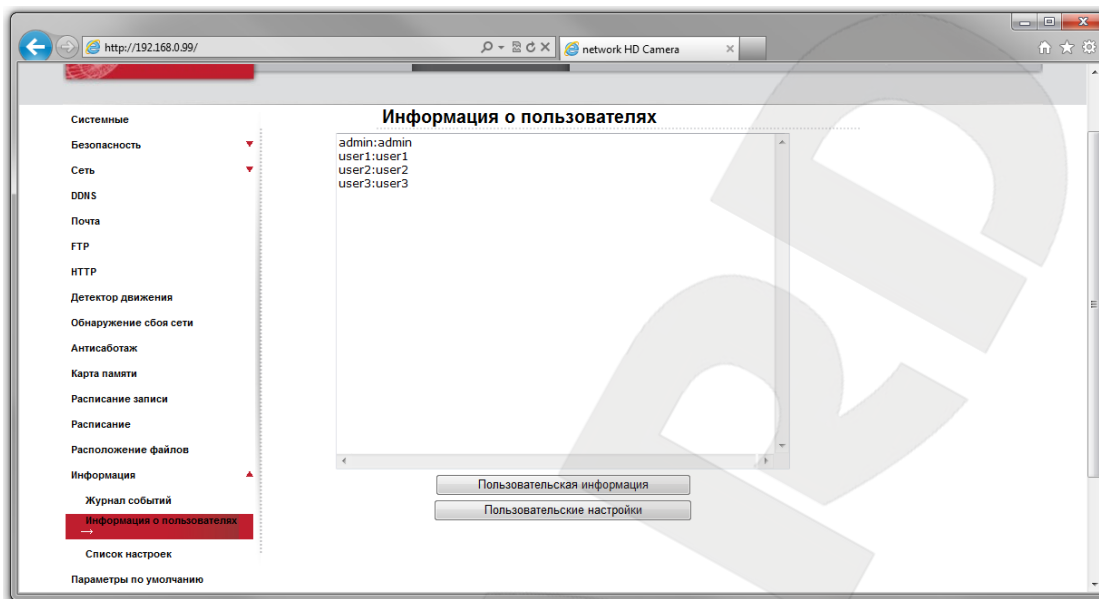 http://192.168.0.99/
network HD Camera
Системные
Безопасность
Сеть
DDNS
Почта
FTP
HTTP
Детектор движения
Обнаружение сбоя сети
Антисаботаж
Карта памяти
Расписание записи
Расписание
Расположение файлов
Информация
Журнал событий
Информация о пользователях
Список настроек
Параметры по умолчанию
Информация о пользователях
admin:admin
user1:user1
user2:user2
user3:user3
Пользовательская информация
Пользовательские настройки